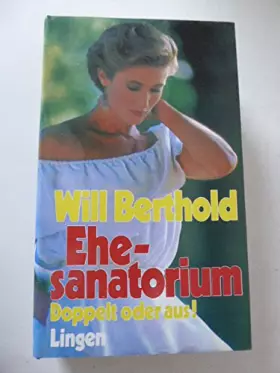 Will Berthold
Ehe-
sanatorium
Doppelt oder aus!
Lingen